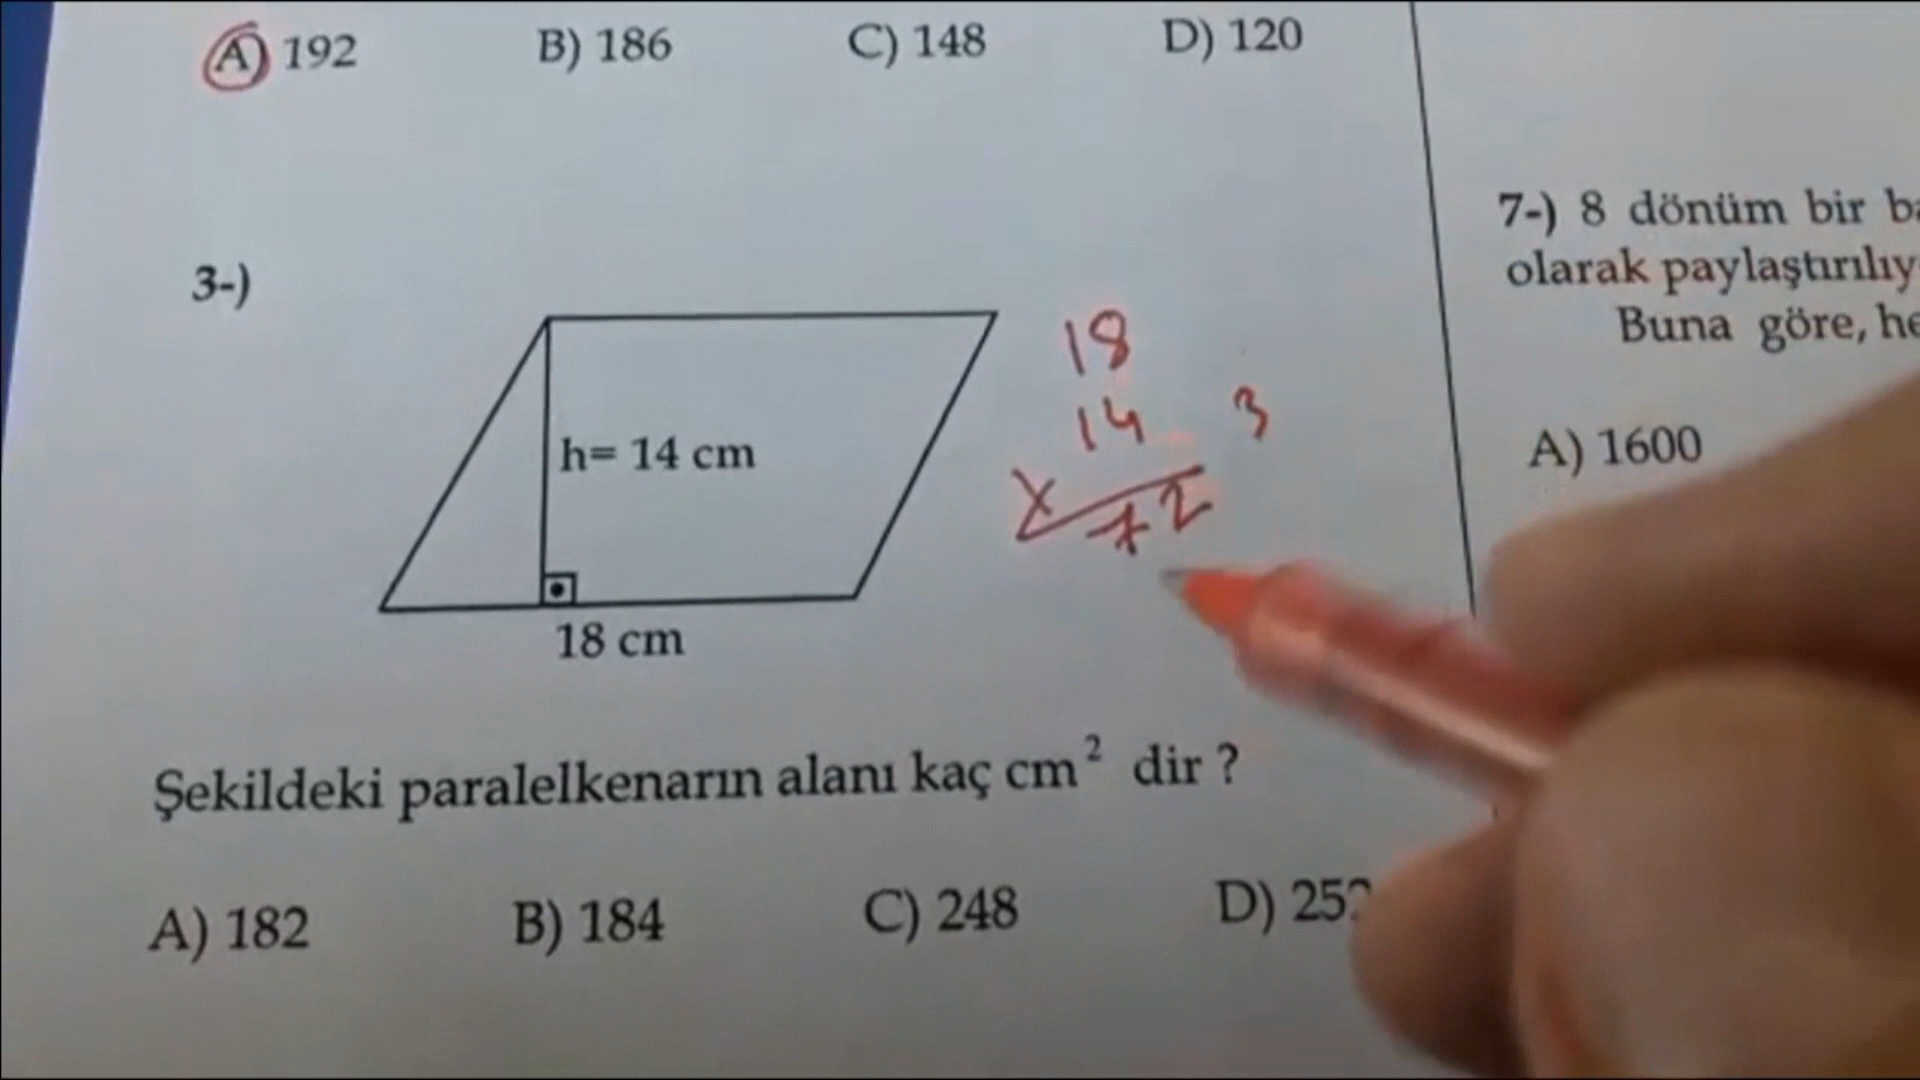 A) 192 B) 186 C) 148 D) 120
3-)
h= 14 cm
18 cm
18
14 3
x
72
Şekildeki paralelkenarın alanı kaç cm² dir ?
A) 182 B) 184 C) 248 D)
7-) 8 dönüm bir
olarak
Buna göre,
A) 1600